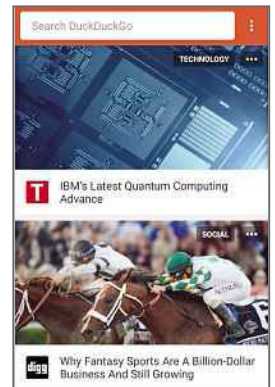 Search DuckDuckGo
TECHNOLOGY
T
IBM's Latest Quantum Computing
Advance
SOCIAL
digg
Why Fantasy Sports Are A Billion-Dollar
Business And Still Growing